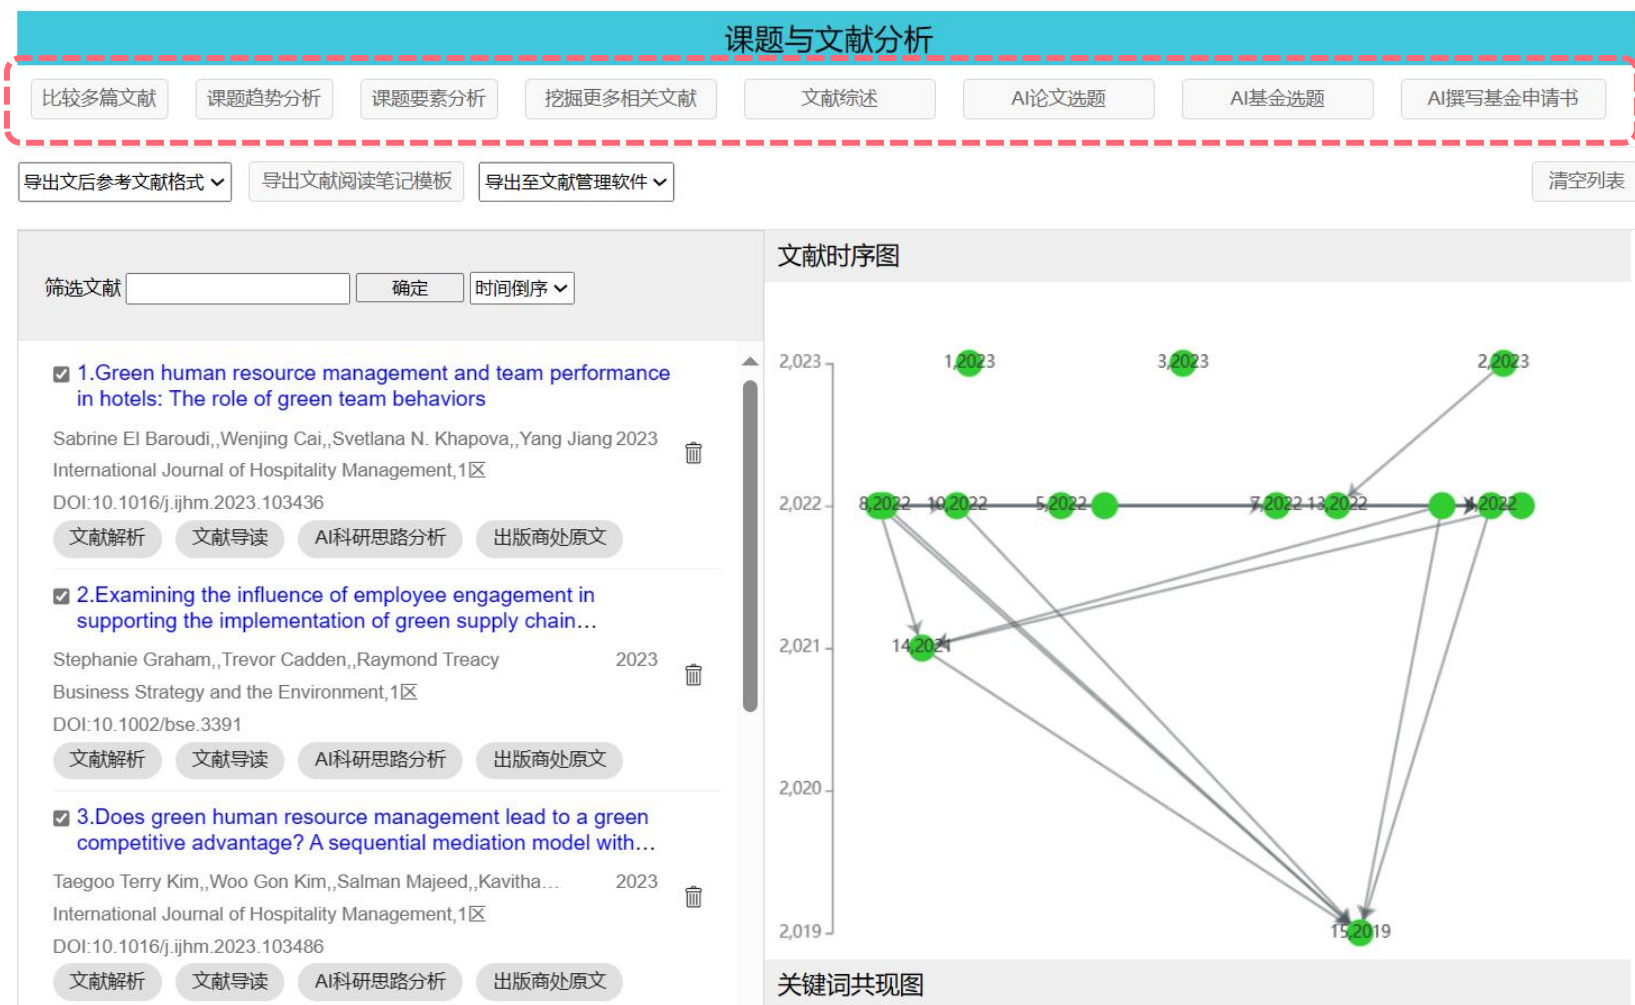 课题与文献分析
比较多篇文献 课题趋势分析 课题要素分析 挖掘更多相关文献 文献综述 AI论文选题 AI基金选题 AI撰写基金申请书
导出文后参考文献格式 导出文献阅读笔记模板 导出至文献管理软件 清空列表
筛选文献 确定 时间倒序
1.Green human resource management and team performance
in hotels: The role of green team behaviors
Sabrine El Baroudi,,Wenjing Cai,,Svetlana N. Khapova,,Yang Jiang 2023
International Journal of Hospitality Management,1区
DOI:10.1016/j.ijhm.2023.103436
文献解析 文献导读 AI科研思路分析 出版商处原文
2.Examining the influence of employee engagement in
supporting the implementation of green supply chain...
Stephanie Graham,,Trevor Cadden,,Raymond Treacy 2023
Business Strategy and the Environment,1区
DOI:10.1002/bse.3391
文献解析 文献导读 AI科研思路分析 出版商处原文
3.Does green human resource management lead to a green
competitive advantage? A sequential mediation model with...
Taegoo Terry Kim,,Woo Gon Kim,,Salman Majeed,,Kavitha... 2023
International Journal of Hospitality Management,1区
DOI:10.1016/j.ijhm.2023.103486
文献解析 文献导读 AI科研思路分析 出版商处原文
文献时序图
2,023 1,2023 3,2023 2,2023
2,022 8,2022 10,2022 5,2022 7,2022 13,2022 4,2022
2,021 14,2021
2,020
2,019 15,2019
关键词共现图